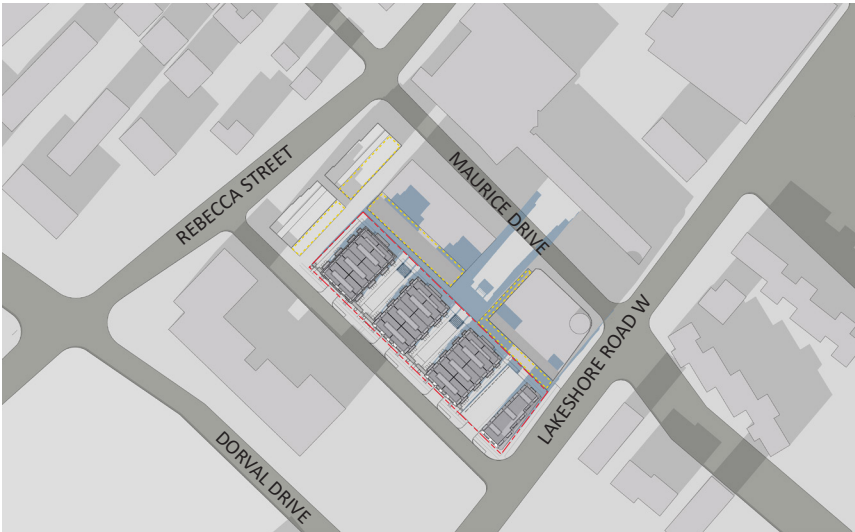 REBECCA STREET
MAURICE DRIVE
LAKESHORE ROAD W
DORVAL DRIVE